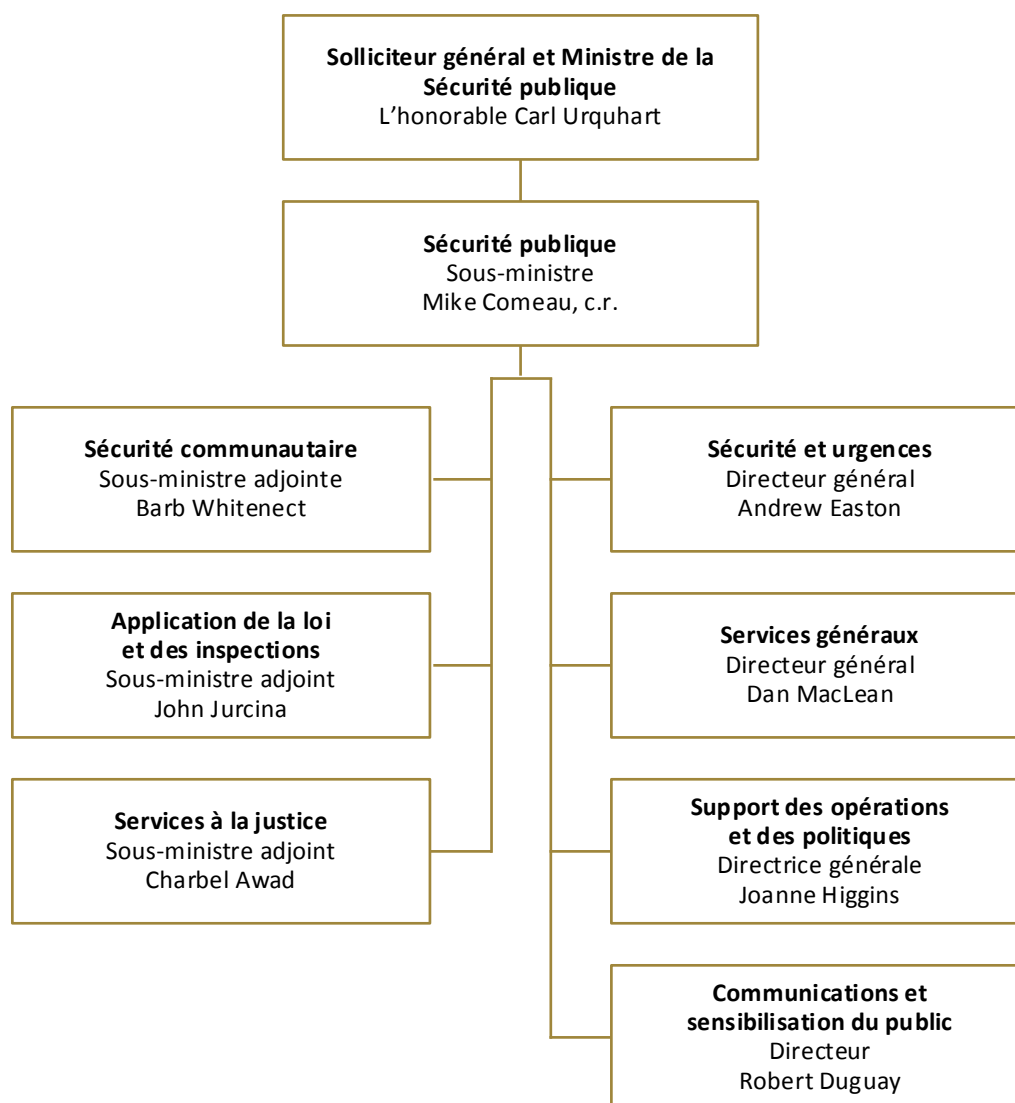 Solliciteur général et Ministre de la
Sécurité publique
L’honorable Carl Urquhart
Sécurité publique
Sous-ministre
Mike Comeau, c.r.
Sécurité communautaire
Sous-ministre adjointe
Barb Whitenect
Application de la loi
et des inspections
Sous-ministre adjoint
John Jurcina
Services à la justice
Sous-ministre adjoint
Charbel Awad
Sécurité et urgences
Directeur général
Andrew Easton
Services généraux
Directeur général
Dan MacLean
Support des opérations
et des politiques
Directrice générale
Joanne Higgins
Communications et
sensibilisation du public
Directeur
Robert Duguay